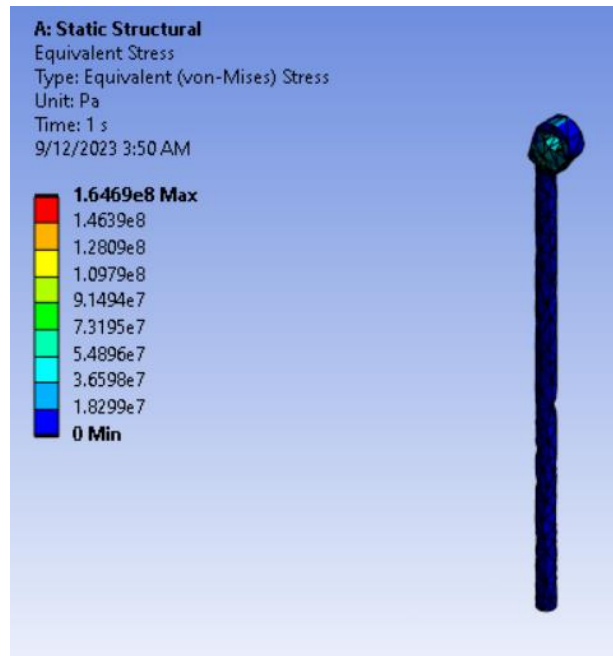 A: Static Structural
Equivalent Stress
Type: Equivalent (von-Mises) Stress
Unit: Pa
Time: 1 s
9/12/2023 3:50 AM
1.6469e8 Max
1.4639e8
1.2809e8
1.0979e8
9.1494e7
7.3195e7
5.4896e7
3.6598e7
1.8299e7
0 Min